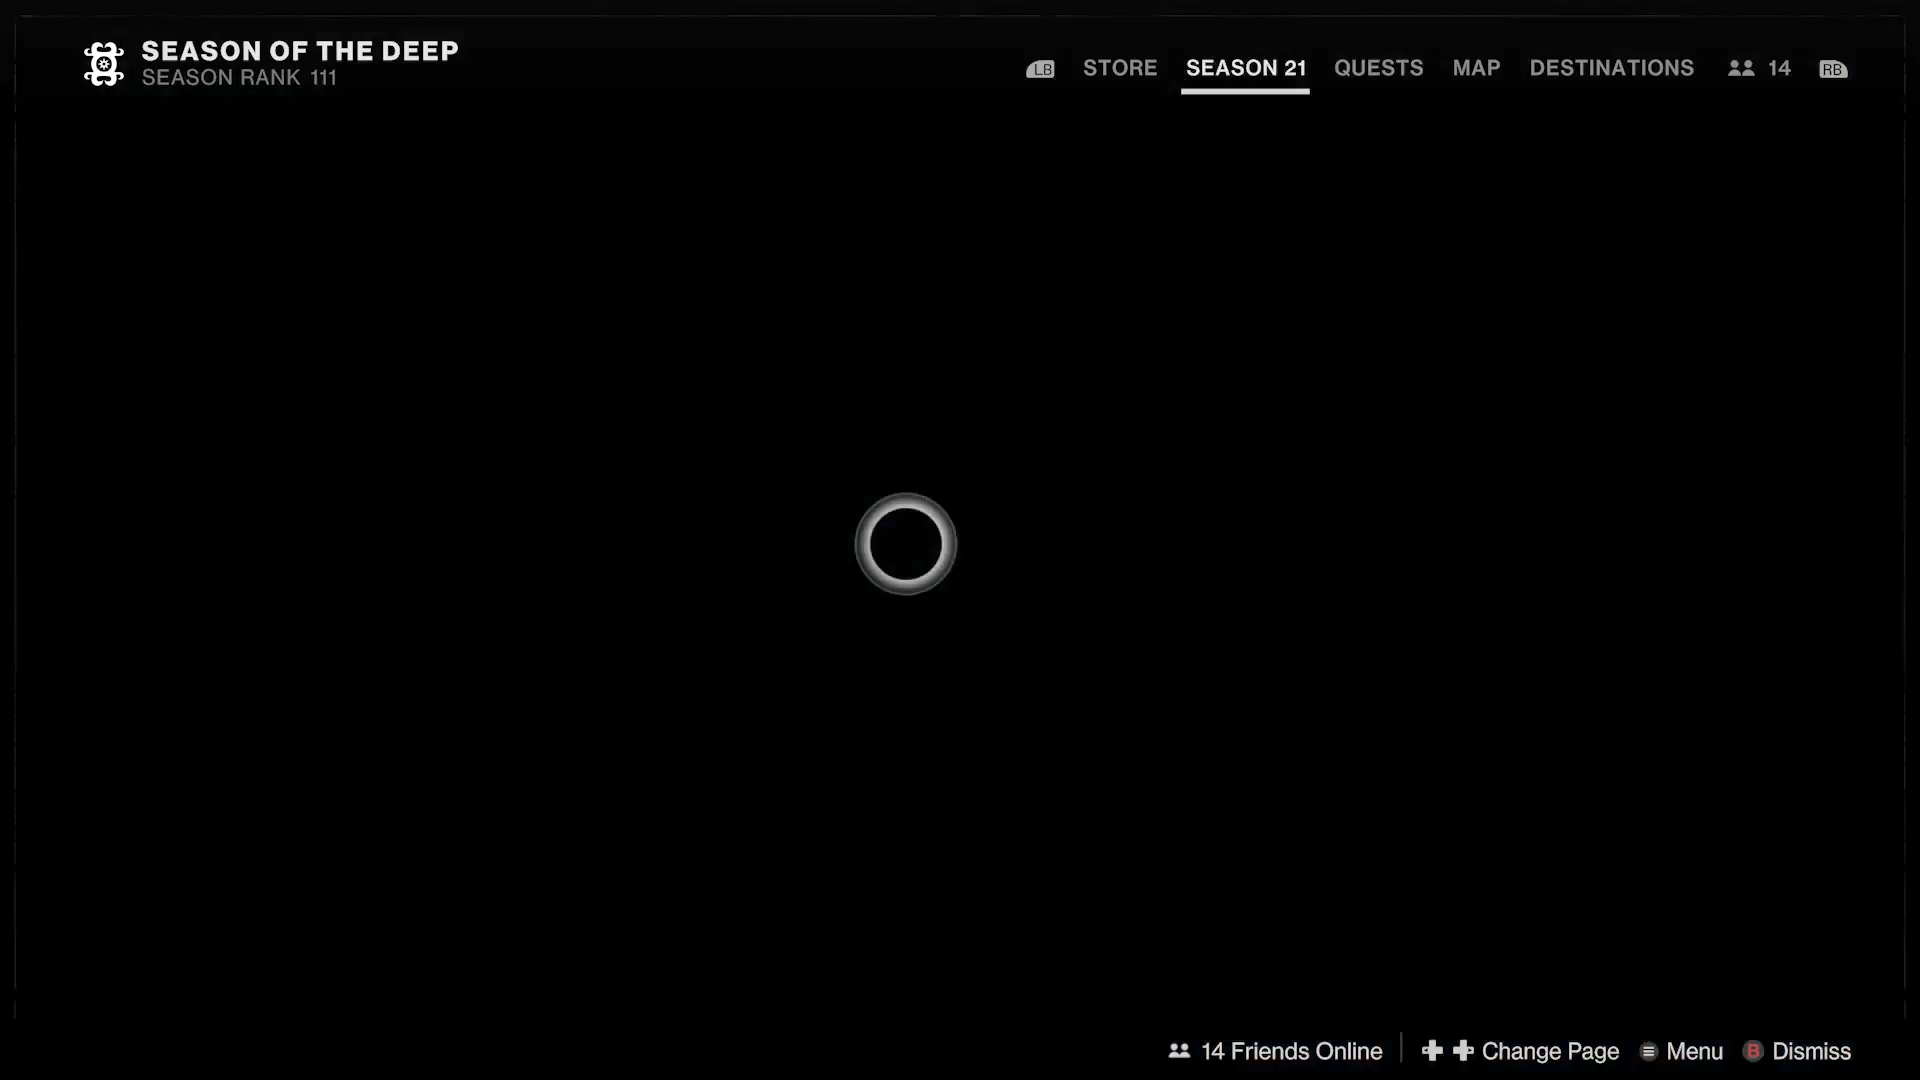 SEASON OF THE DEEP
SEASON RANK 111
LB STORE SEASON 21 QUESTS MAP DESTINATIONS 14 RB
14 Friends Online Change Page Menu B Dismiss